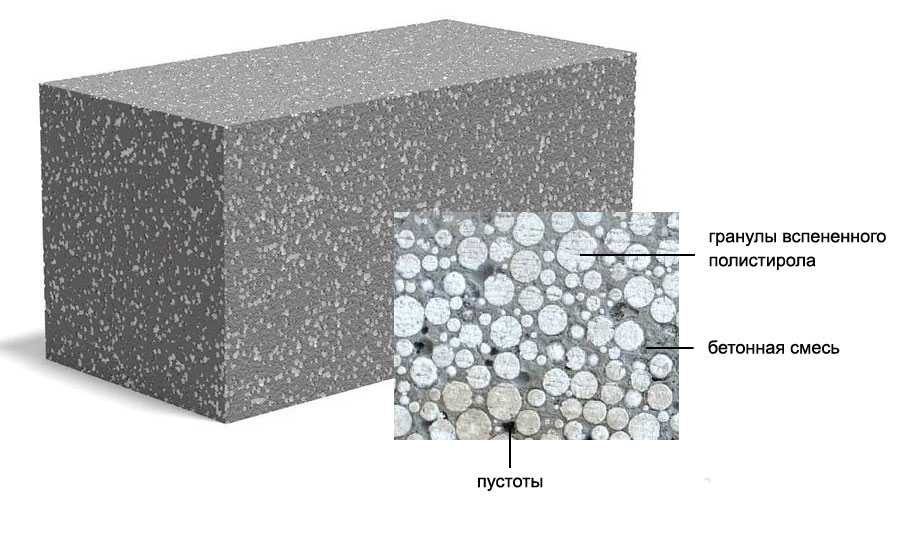 гранулы вспененного
полистирола
бетонная смесь
пустоты